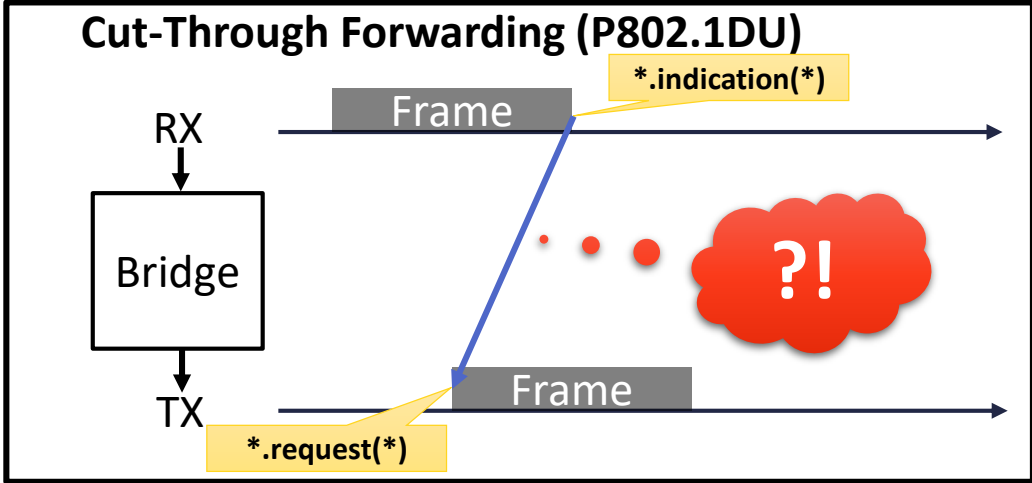 Cut-Through Forwarding (P802.1DU)
*.indication(*)
Frame
RX
?!
Bridge
Frame
TX
*.request(*)